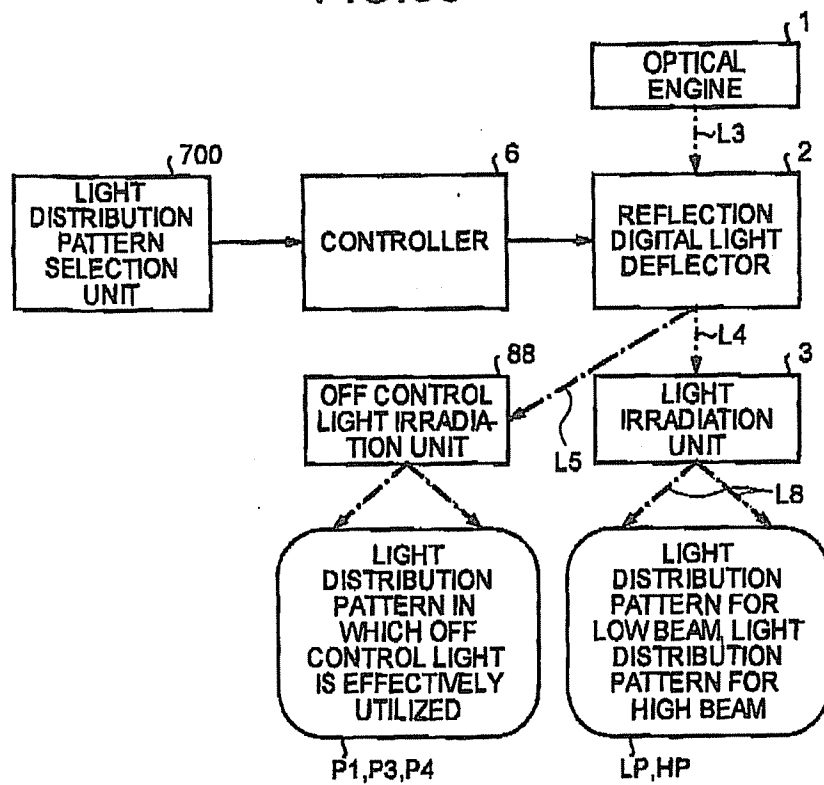 1
OPTICAL
ENGINE
L3
700
6
2
LIGHT
DISTRIBUTION
PATTERN
SELECTION
UNIT
CONTROLLER
REFLECTION
DIGITAL LIGHT
DEFLECTOR
L4
88
3
OFF CONTROL
LIGHT IRRADIA-
TION UNIT
L5
LIGHT
IRRADIATION
UNIT
L8
LIGHT
DISTRIBUTION
PATTERN IN
WHICH OFF
CONTROL LIGHT
IS EFFECTIVELY
UTILIZED
LIGHT
DISTRIBUTION
PATTERN FOR
LOW BEAM, LIGHT
DISTRIBUTION
PATTERN FOR
HIGH BEAM
P1,P3,P4
LP,HP